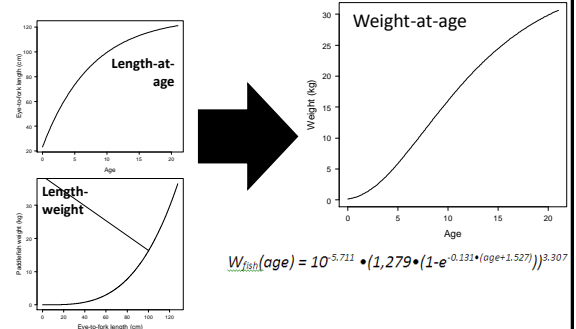 120
100
80
60
40
20
Eye-to-fork length (cm)
Length-at-
age
0 5 10 15 20
Age
Length-
weight
30
20
10
0
Paddlefish weight (kg)
0 20 40 60 80 100 120
Eye-to-fork length (cm)
Weight-at-age
30
25
20
15
10
5
0
Weight (kg)
0 5 10 15 20
Age
W_fish(age) = 10^-5.711 •(1,279•(1-e^-0.131•(age+1.527)))^3.307